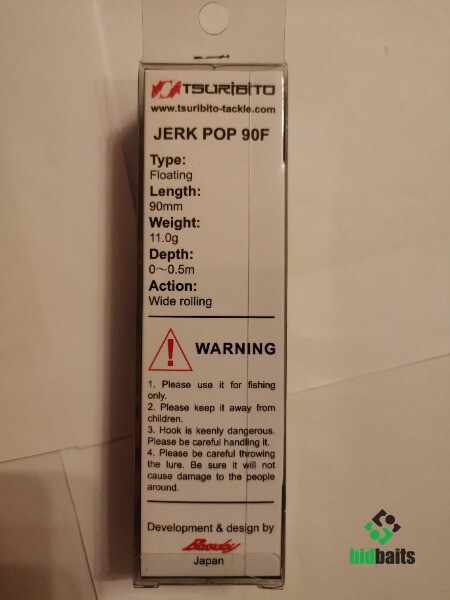 TSURIBITO
www.tsuribito-tackle.com
JERK POP 90F
Type:
Floating
Length:
90mm
Weight:
11.0g
Depth:
0～0.5m
Action:
Wide rolling
WARNING
1. Please use it for fishing
only.
2. Please keep it away from
children.
3. Hook is keenly dangerous.
Please be careful handling it.
4. Please be careful throwing
the lure. Be sure it will not
cause damage to the people
around.
Development & design by
Japan
bidbaits